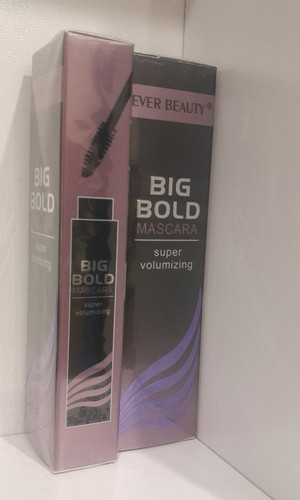 BIG
BOLD
BIG
BOLD
MASCARA
super
volumizing
EVER BEAUTY®
BIG
BOLD
MASCARA
super
volumizing